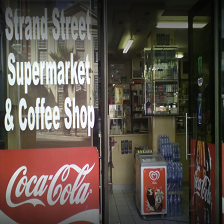 Strand Street
Supermarket
& Coffee Shop
Coca-Cola